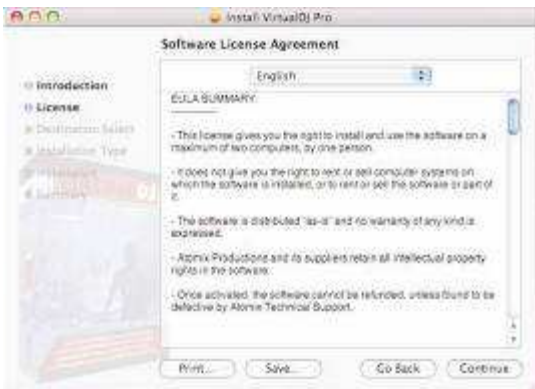 Install VirtualDJ Pro
Software License Agreement
English
Introduction
License
Destination Select
Installation Type
Installation
Summary
EULA SUMMARY:
----------
- This license gives you the right to install and use the software on a
maximum of two computers, by one person.
- It does not give you the right to rent or sell computer systems on
which the software is installed, or to rent or sell the software or part of
it.
- The software is distributed "as-is" and no warranty of any kind is
expressed.
- Atomix Productions and its suppliers retain all intellectual property
rights in the software.
- Once activated, the software cannot be refunded, unless found to be
defective by Atomix Technical Support.
Print...
Save...
Go Back
Continue